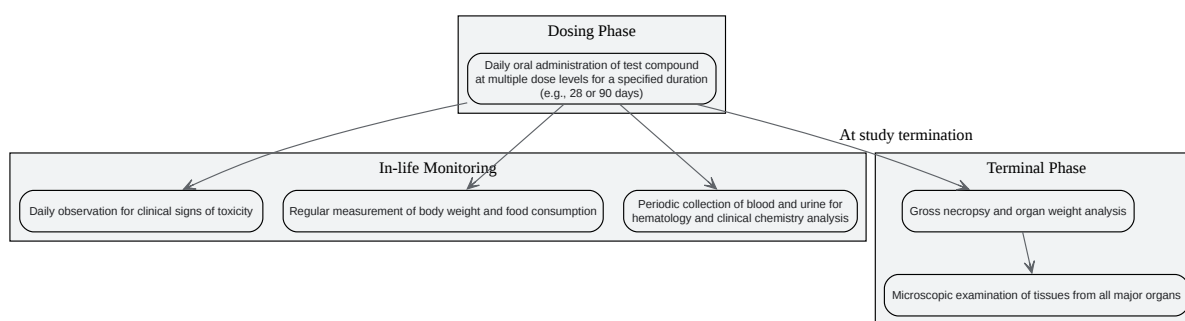 Dosing Phase
Daily oral administration of test compound
at multiple dose levels for a specified duration
(e.g., 28 or 90 days)
At study termination
In-life Monitoring
Daily observation for clinical signs of toxicity
Regular measurement of body weight and food consumption
Periodic collection of blood and urine for
hematology and clinical chemistry analysis
Terminal Phase
Gross necropsy and organ weight analysis
Microscopic examination of tissues from all major organs